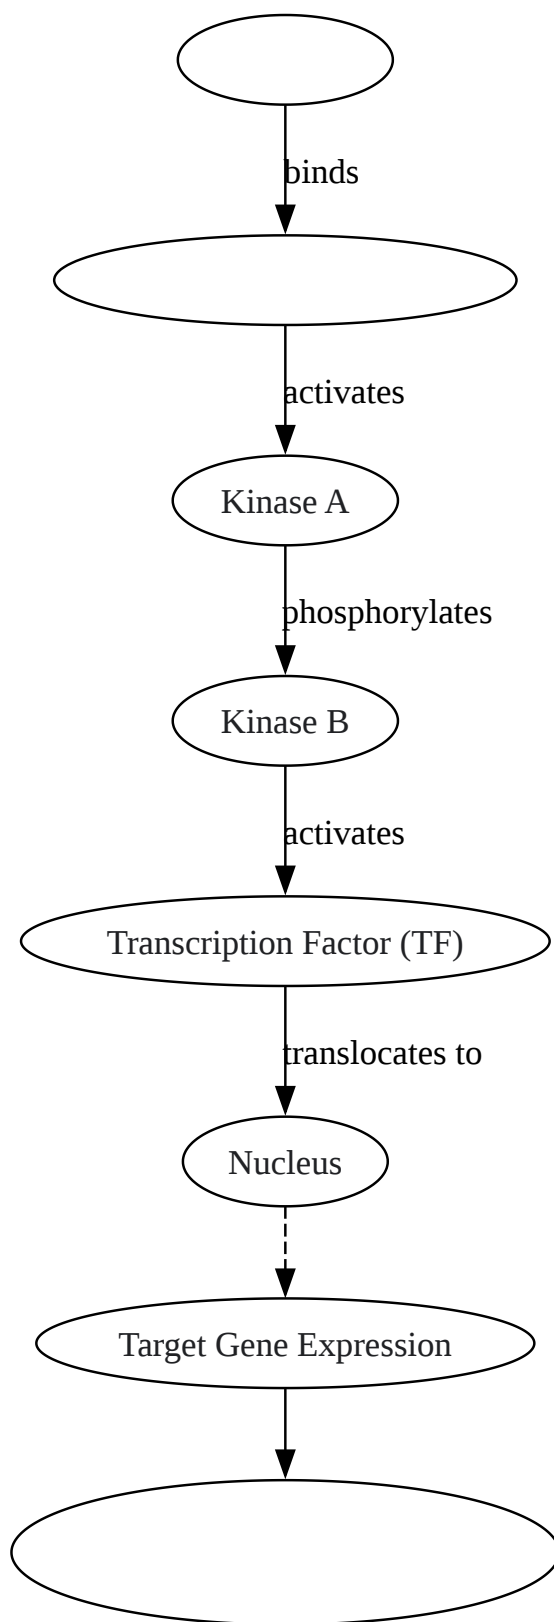 binds
activates
Kinase A
phosphorylates
Kinase B
activates
Transcription Factor (TF)
translocates to
Nucleus
Target Gene Expression